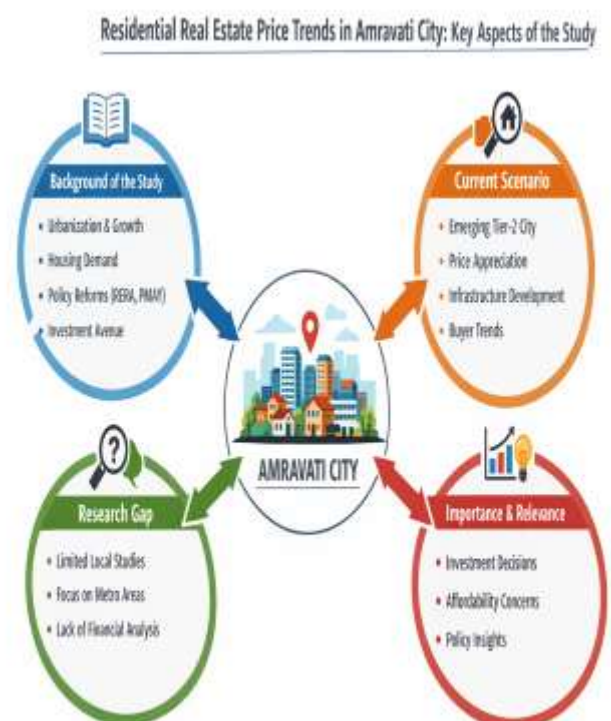 Residential Real Estate Price Trends in Amravati City: Key Aspects of the Study
Background of the Study
• Urbanization & Growth
• Housing Demand
• Policy Reforms (RERA, PMAY)
• Investment Avenue
Current Scenario
• Emerging Tier-2 City
• Price Appreciation
• Infrastructure Development
• Buyer Trends
AMRAVATI CITY
?
Research Gap
• Limited Local Studies
• Focus on Metro Areas
• Lack of Financial Analysis
Importance & Relevance
• Investment Decisions
• Affordability Concerns
• Policy Insights